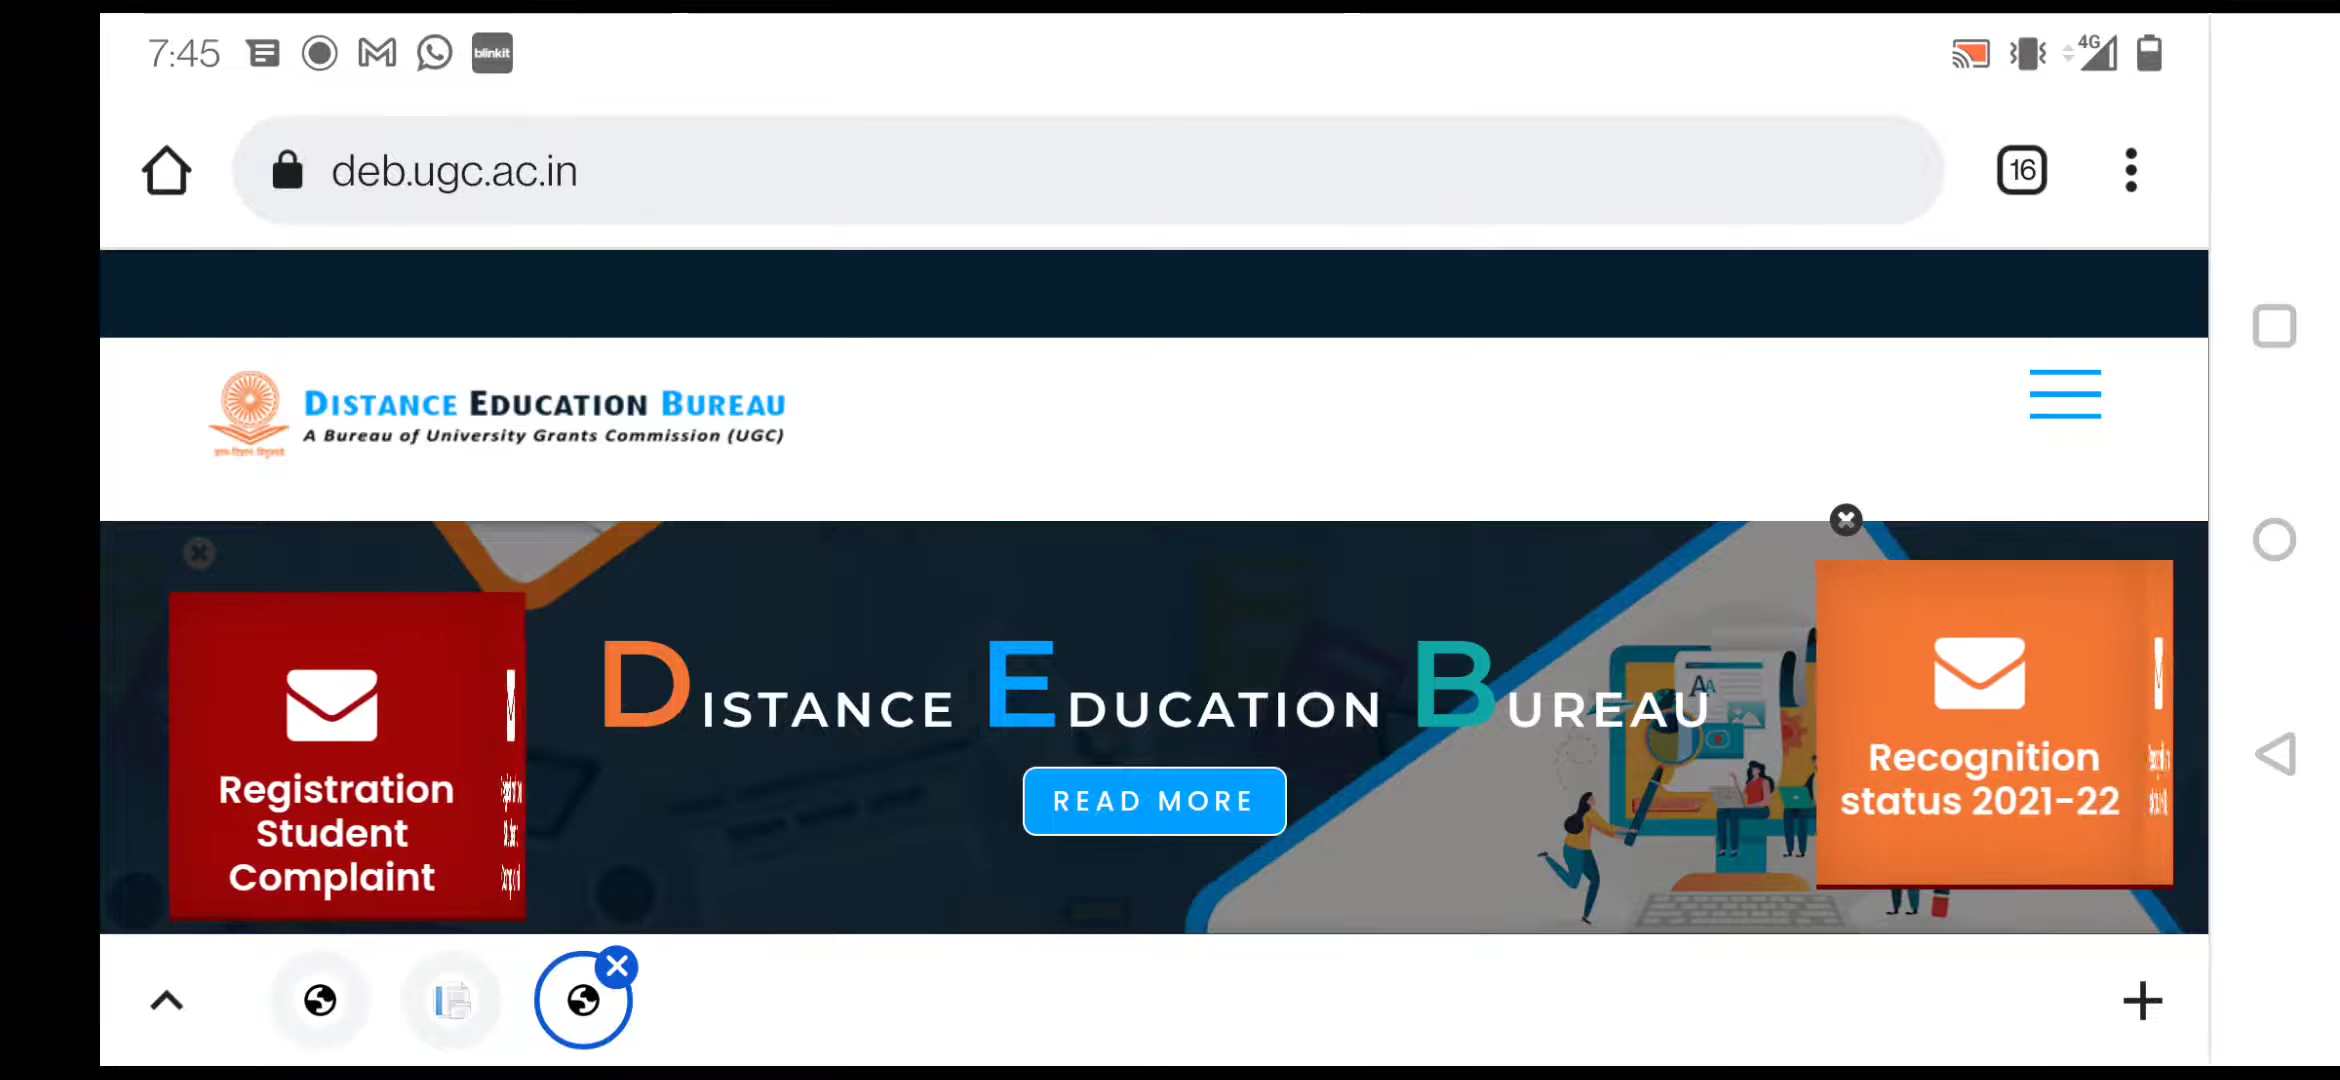 7:45
blinkit
4G
deb.ugc.ac.in
16
DISTANCE EDUCATION BUREAU
A Bureau of University Grants Commission (UGC)
DISTANCE EDUCATION BUREAU
READ MORE
Registration
Student
Complaint
Recognition
status 2021-22